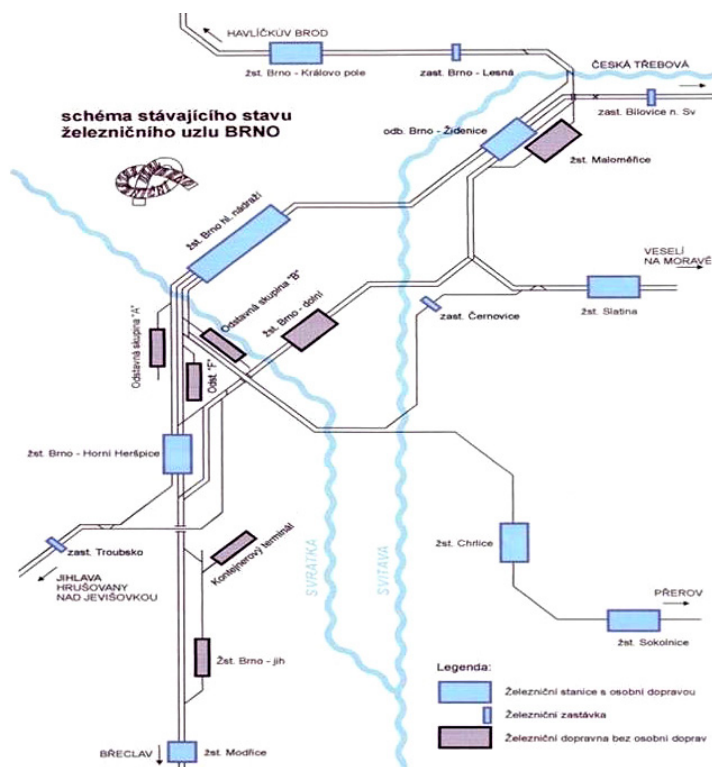 HAVLÍČKŮV BROD
žst. Brno - Královo pole
zast. Brno - Lesná
ČESKÁ TŘEBOVÁ
zast. Bílovice n. Sv
schéma stávajícího stavu
železničního uzlu BRNO
odb. Brno - Židenice
žst. Maloměřice
žst. Brno hl. nádraží
VESELÍ
NA MORAVĚ
žst. Slatina
Odstavná skupina "A"
Odstavná skupina "B"
žst. Brno - dolní
zast. Černovice
Odst. "F"
žst. Brno - Horní Heršpice
zast. Troubsko
Kontejnerový terminál
JIHLAVA
HRUŠOVANY
NAD JEVIŠOVKOU
SVRATKA
SVITAVA
žst. Chrlice
PŘEROV
žst. Sokolnice
Žst. Brno - jih
Legenda:
Železniční stanice s osobní dopravou
Železniční zastávka
Železniční dopravna bez osobní doprav
BŘECLAV
žst. Modřice